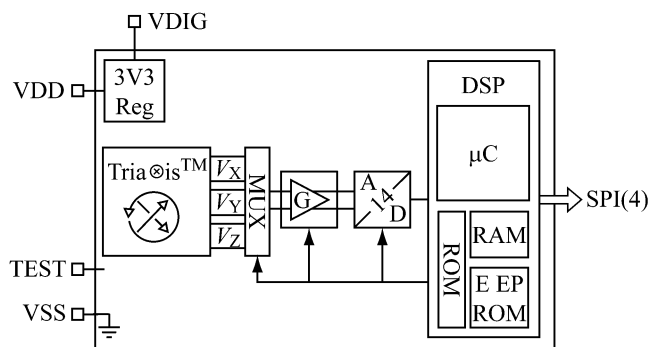 VDIG
VDD
3V3
Reg
DSP
μC
Tria⊗is™
VX
VY
VZ
MUX
G
A
14
D
SPI(4)
ROM
RAM
E EP
ROM
TEST
VSS